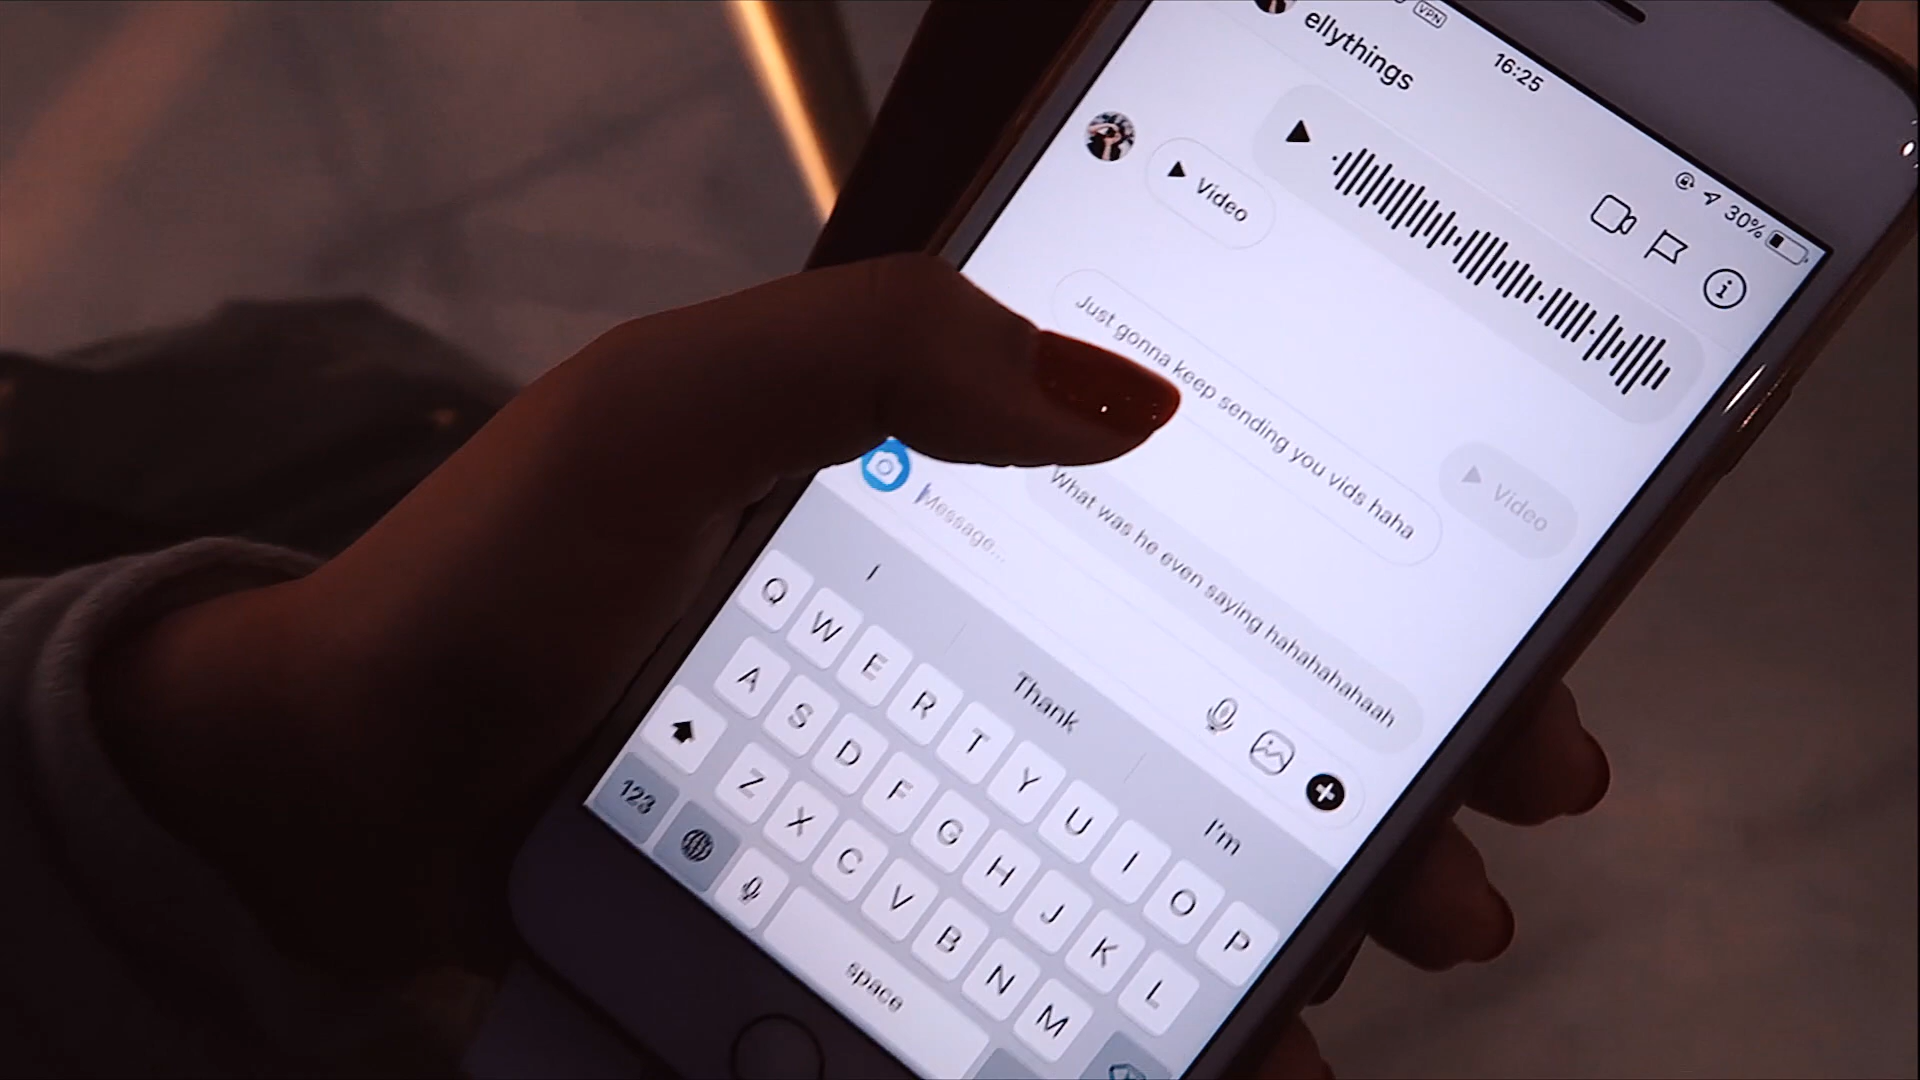 VPN
16:25
30%
ellythings
Video
Just gonna keep sending you vids haha
Video
What was he even saying hahahahahaah
Message...
I
Thank
I'm
Q W E R T Y U I O P
A S D F G H J K L
Z X C V B N M
123
space